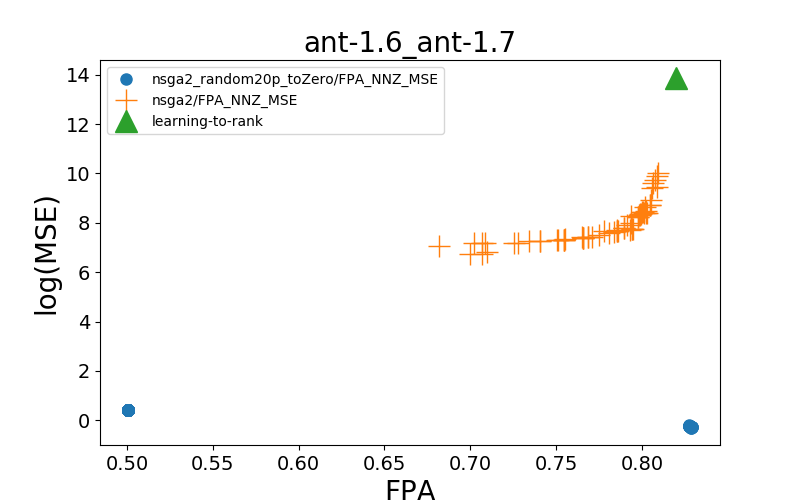 ant-1.6_ant-1.7
nsga2_random20p_toZero/FPA_NNZ_MSE
nsga2/FPA_NNZ_MSE
learning-to-rank
log(MSE)
14
12
10
8
6
4
2
0
0.50 0.55 0.60 0.65 0.70 0.75 0.80
FPA